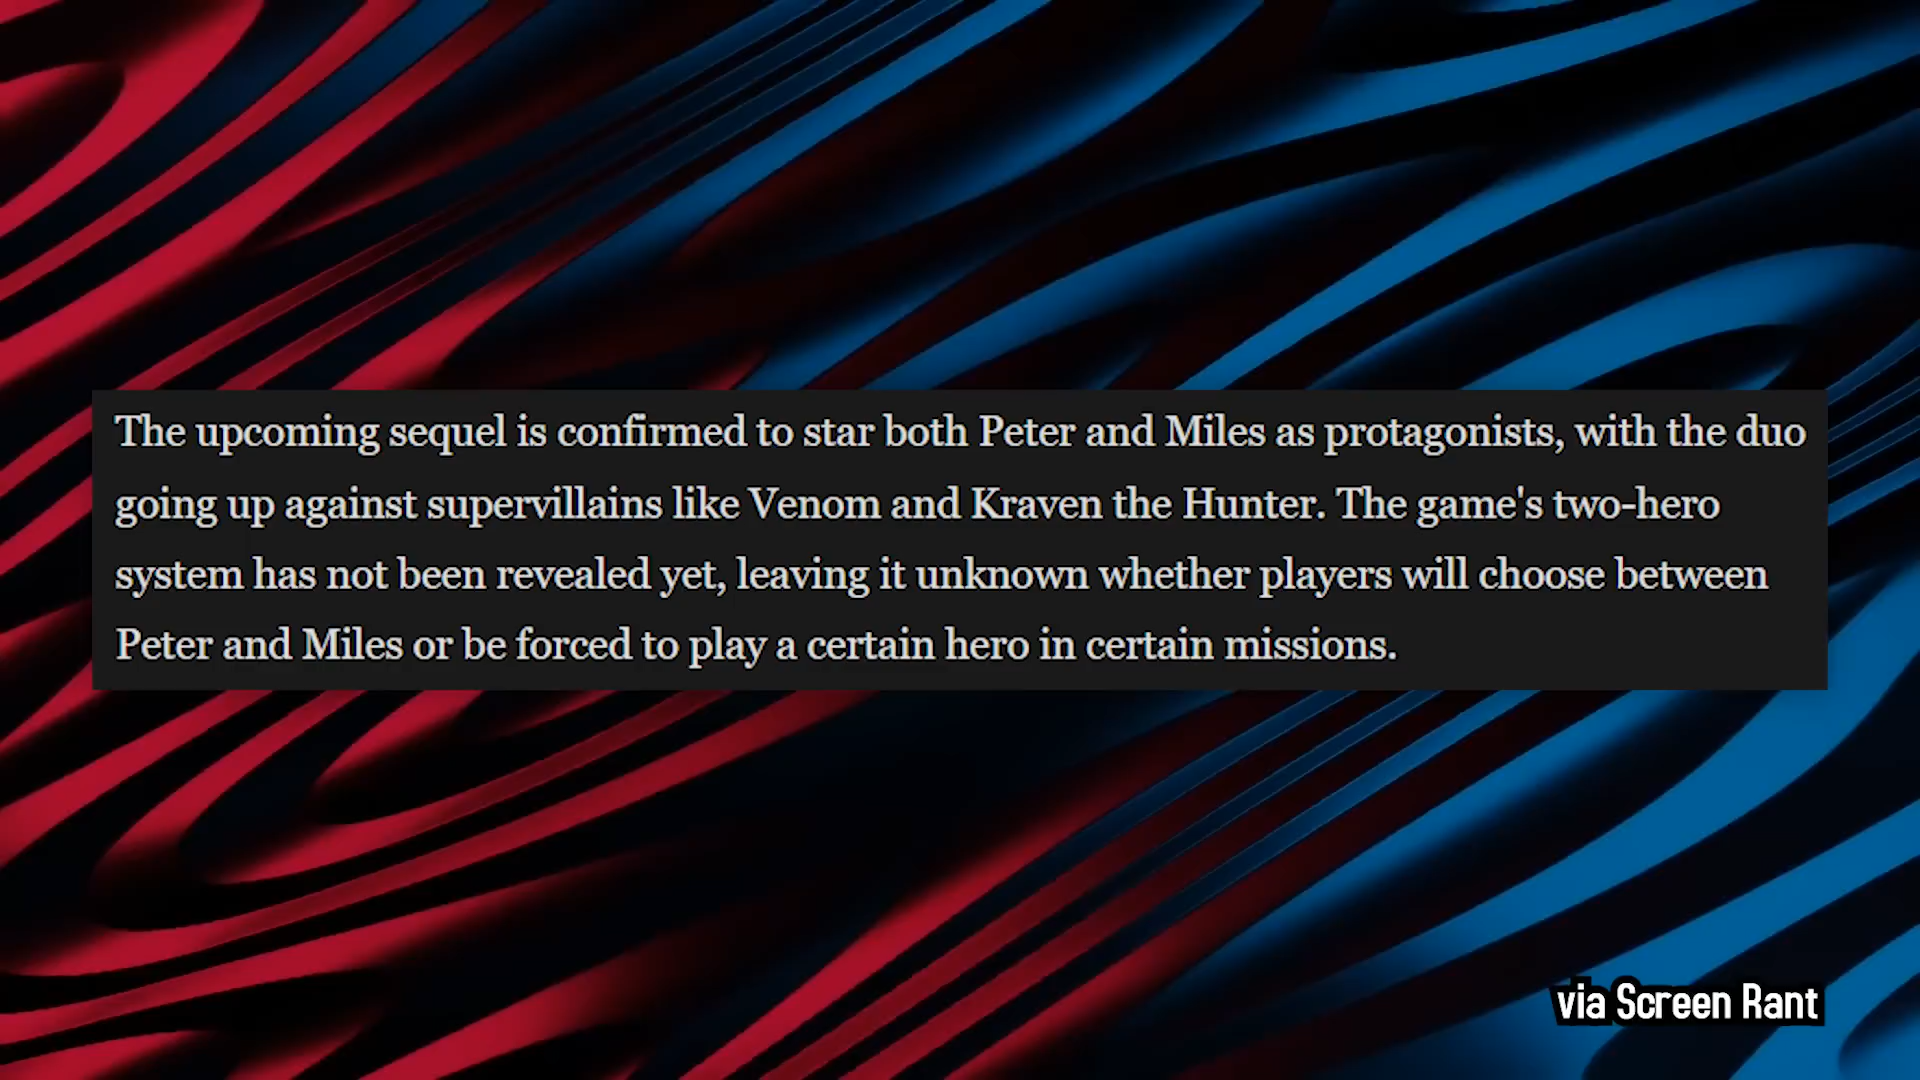 The upcoming sequel is confirmed to star both Peter and Miles as protagonists, with the duo
going up against supervillains like Venom and Kraven the Hunter. The game's two-hero
system has not been revealed yet, leaving it unknown whether players will choose between
Peter and Miles or be forced to play a certain hero in certain missions.
via Screen Rant